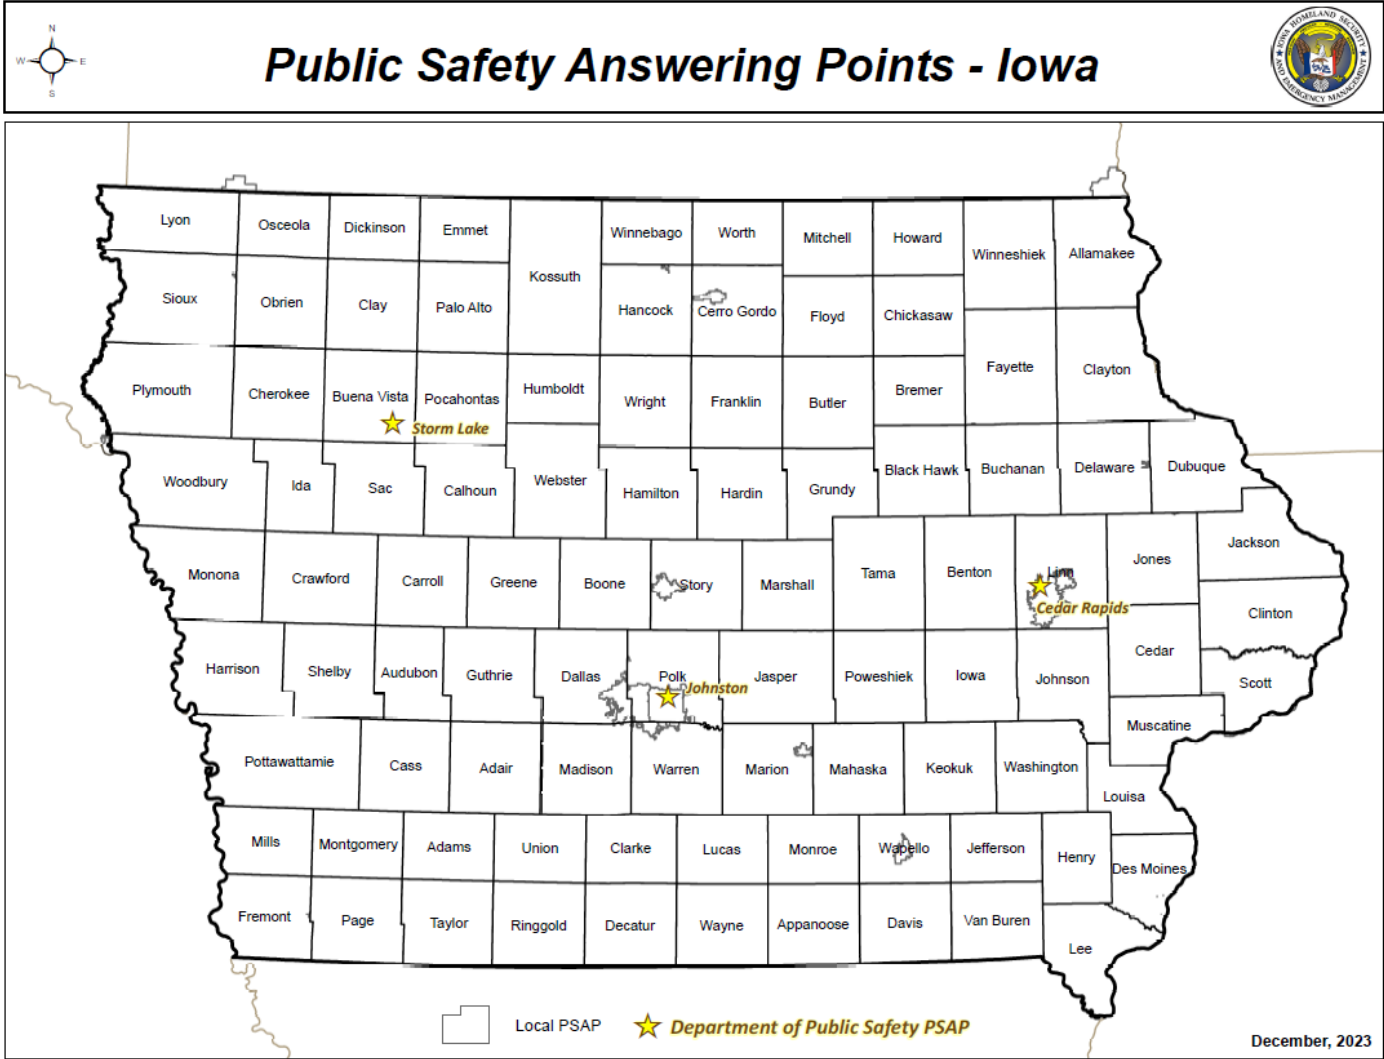 N
W E
S
Public Safety Answering Points - Iowa
IOWA HOMELAND SECURITY
AND EMERGENCY MANAGEMENT
Lyon
Osceola
Dickinson
Emmet
Kossuth
Winnebago
Worth
Mitchell
Howard
Winneshiek
Allamakee
Sioux
Obrien
Clay
Palo Alto
Hancock
Cerro Gordo
Floyd
Chickasaw
Fayette
Clayton
Plymouth
Cherokee
Buena Vista
Pocahontas
Humboldt
Wright
Franklin
Butler
Bremer
Storm Lake
Woodbury
Ida
Sac
Calhoun
Webster
Hamilton
Hardin
Grundy
Black Hawk
Buchanan
Delaware
Dubuque
Monona
Crawford
Carroll
Greene
Boone
Story
Marshall
Tama
Benton
Linn
Jones
Jackson
Cedar Rapids
Clinton
Harrison
Shelby
Audubon
Guthrie
Dallas
Polk
Johnston
Jasper
Poweshiek
Iowa
Johnson
Cedar
Scott
Muscatine
Pottawattamie
Cass
Adair
Madison
Warren
Marion
Mahaska
Keokuk
Washington
Louisa
Mills
Montgomery
Adams
Union
Clarke
Lucas
Monroe
Wapello
Jefferson
Henry
Des Moines
Fremont
Page
Taylor
Ringgold
Decatur
Wayne
Appanoose
Davis
Van Buren
Lee
Local PSAP
Department of Public Safety PSAP
December, 2023